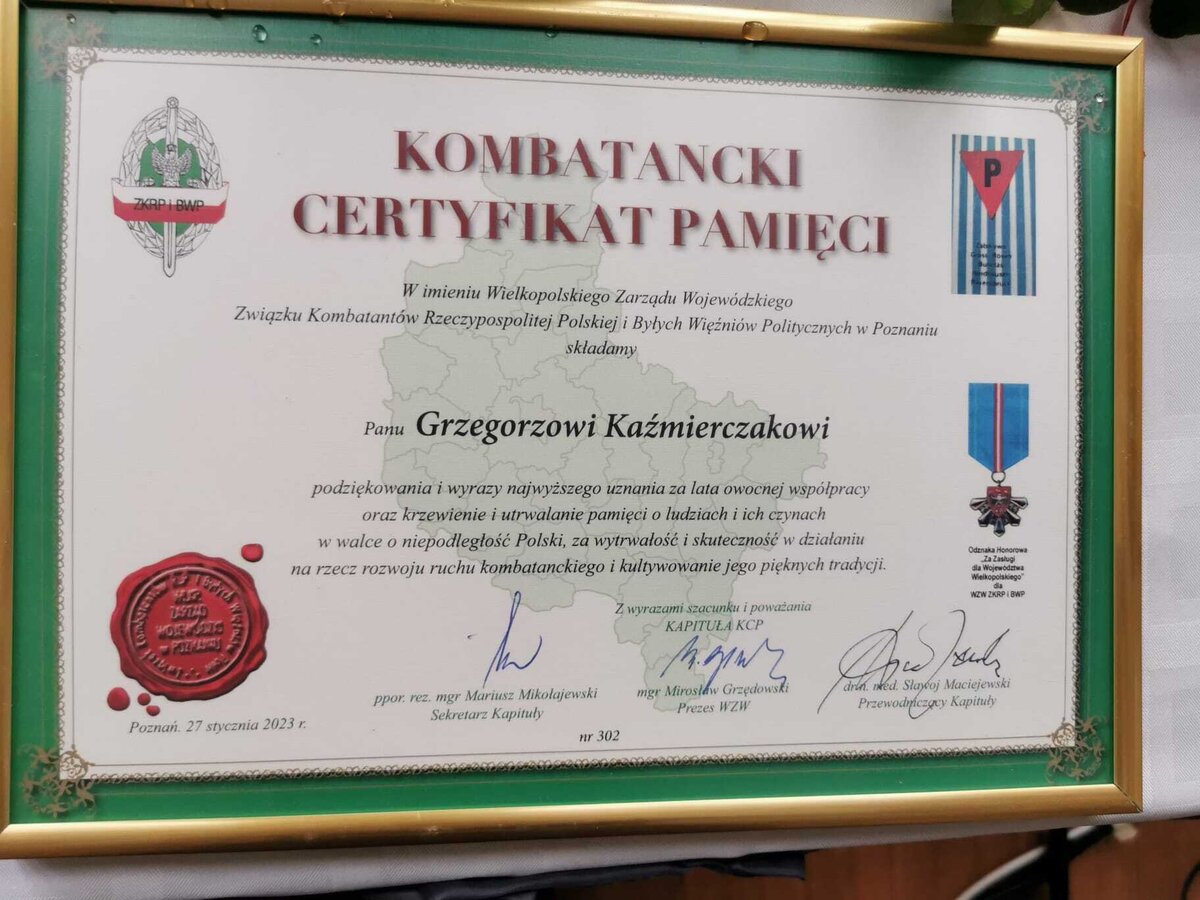 KOMBATANCKI
CERTYFIKAT PAMIĘCI
ZKRP i BWP
P
W imieniu Wielkopolskiego Zarządu Wojewódzkiego
Związku Kombatantów Rzeczypospolitej Polskiej i Byłych Więźniów Politycznych w Poznaniu
składamy
Panu Grzegorzowi Kaźmierczakowi
podziękowania i wyrazy najwyższego uznania za lata owocnej współpracy
oraz krzewienie i utrwalanie pamięci o ludziach i ich czynach
w walce o niepodległość Polski, za wytrwałość i skuteczność w działaniu
na rzecz rozwoju ruchu kombatanckiego i kultywowanie jego pięknych tradycji.
Odznaka Honorowa
„Za Zasługi
dla Województwa
Wielkopolskiego"
dla
WZW ZKRP i BWP
Z wyrazami szacunku i poważania
KAPITUŁA KCP
ZARZĄD
WOJEWÓDZKI
w POZNANIU
ppor. rez. mgr Mariusz Mikołajewski
Sekretarz Kapituły
mgr Mirosław Grzędowski
Prezes WZW
dr n. med. Sławoj Maciejewski
Przewodniczący Kapituły
Poznań. 27 stycznia 2023 r.
nr 302